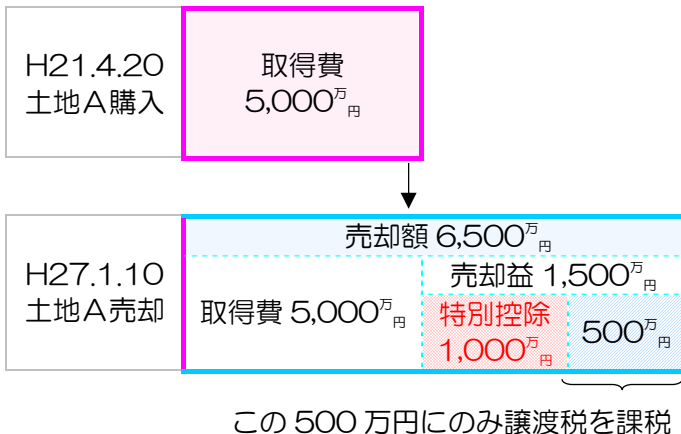 H21.4.20
土地A購入
取得費
5,000万円
売却額 6,500万円
H27.1.10
土地A売却
取得費 5,000万円
売却益 1,500万円
特別控除
1,000万円
500万円
この 500 万円にのみ譲渡税を課税